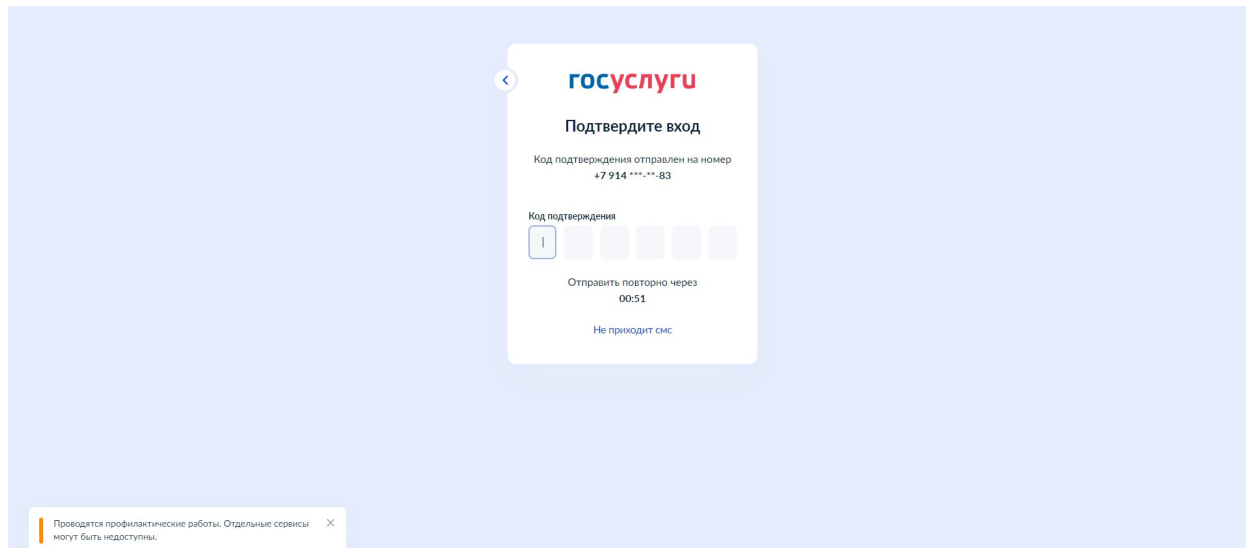 госуслуги
Подтвердите вход
Код подтверждения отправлен на номер
+7 914 ***-**-83
Код подтверждения
Отправить повторно через
00:51
Не приходит смс
Проводятся профилактические работы. Отдельные сервисы
могут быть недоступны.